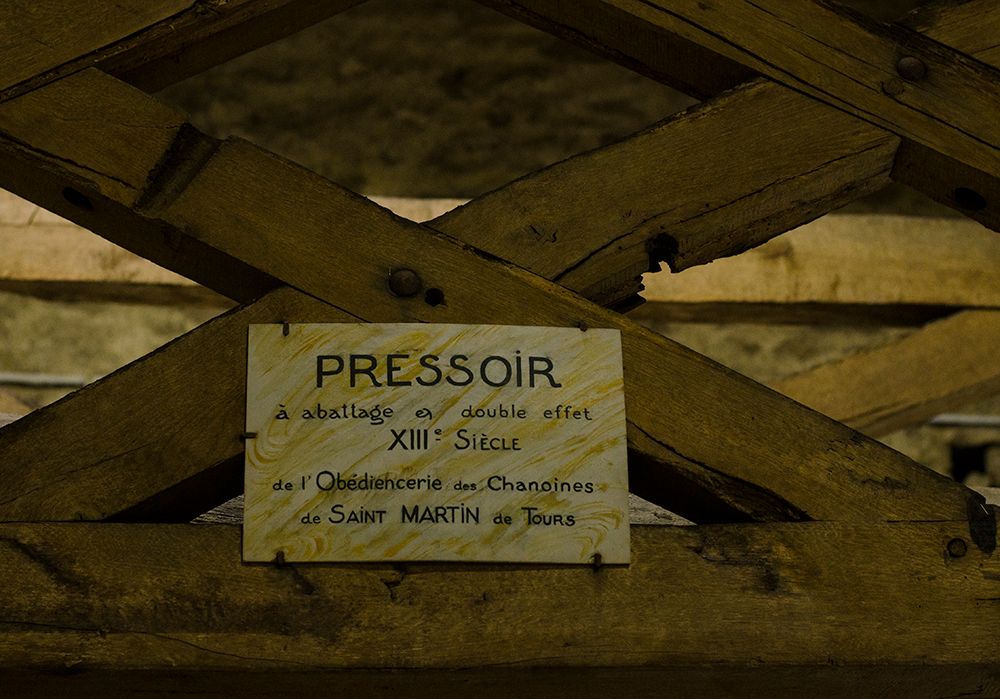 PRESSOIR
à abattage & double effet
XIIIe SIÈCLE
de l'Obédiencerie des Chanoines
de SAINT MARTIN de TOURS